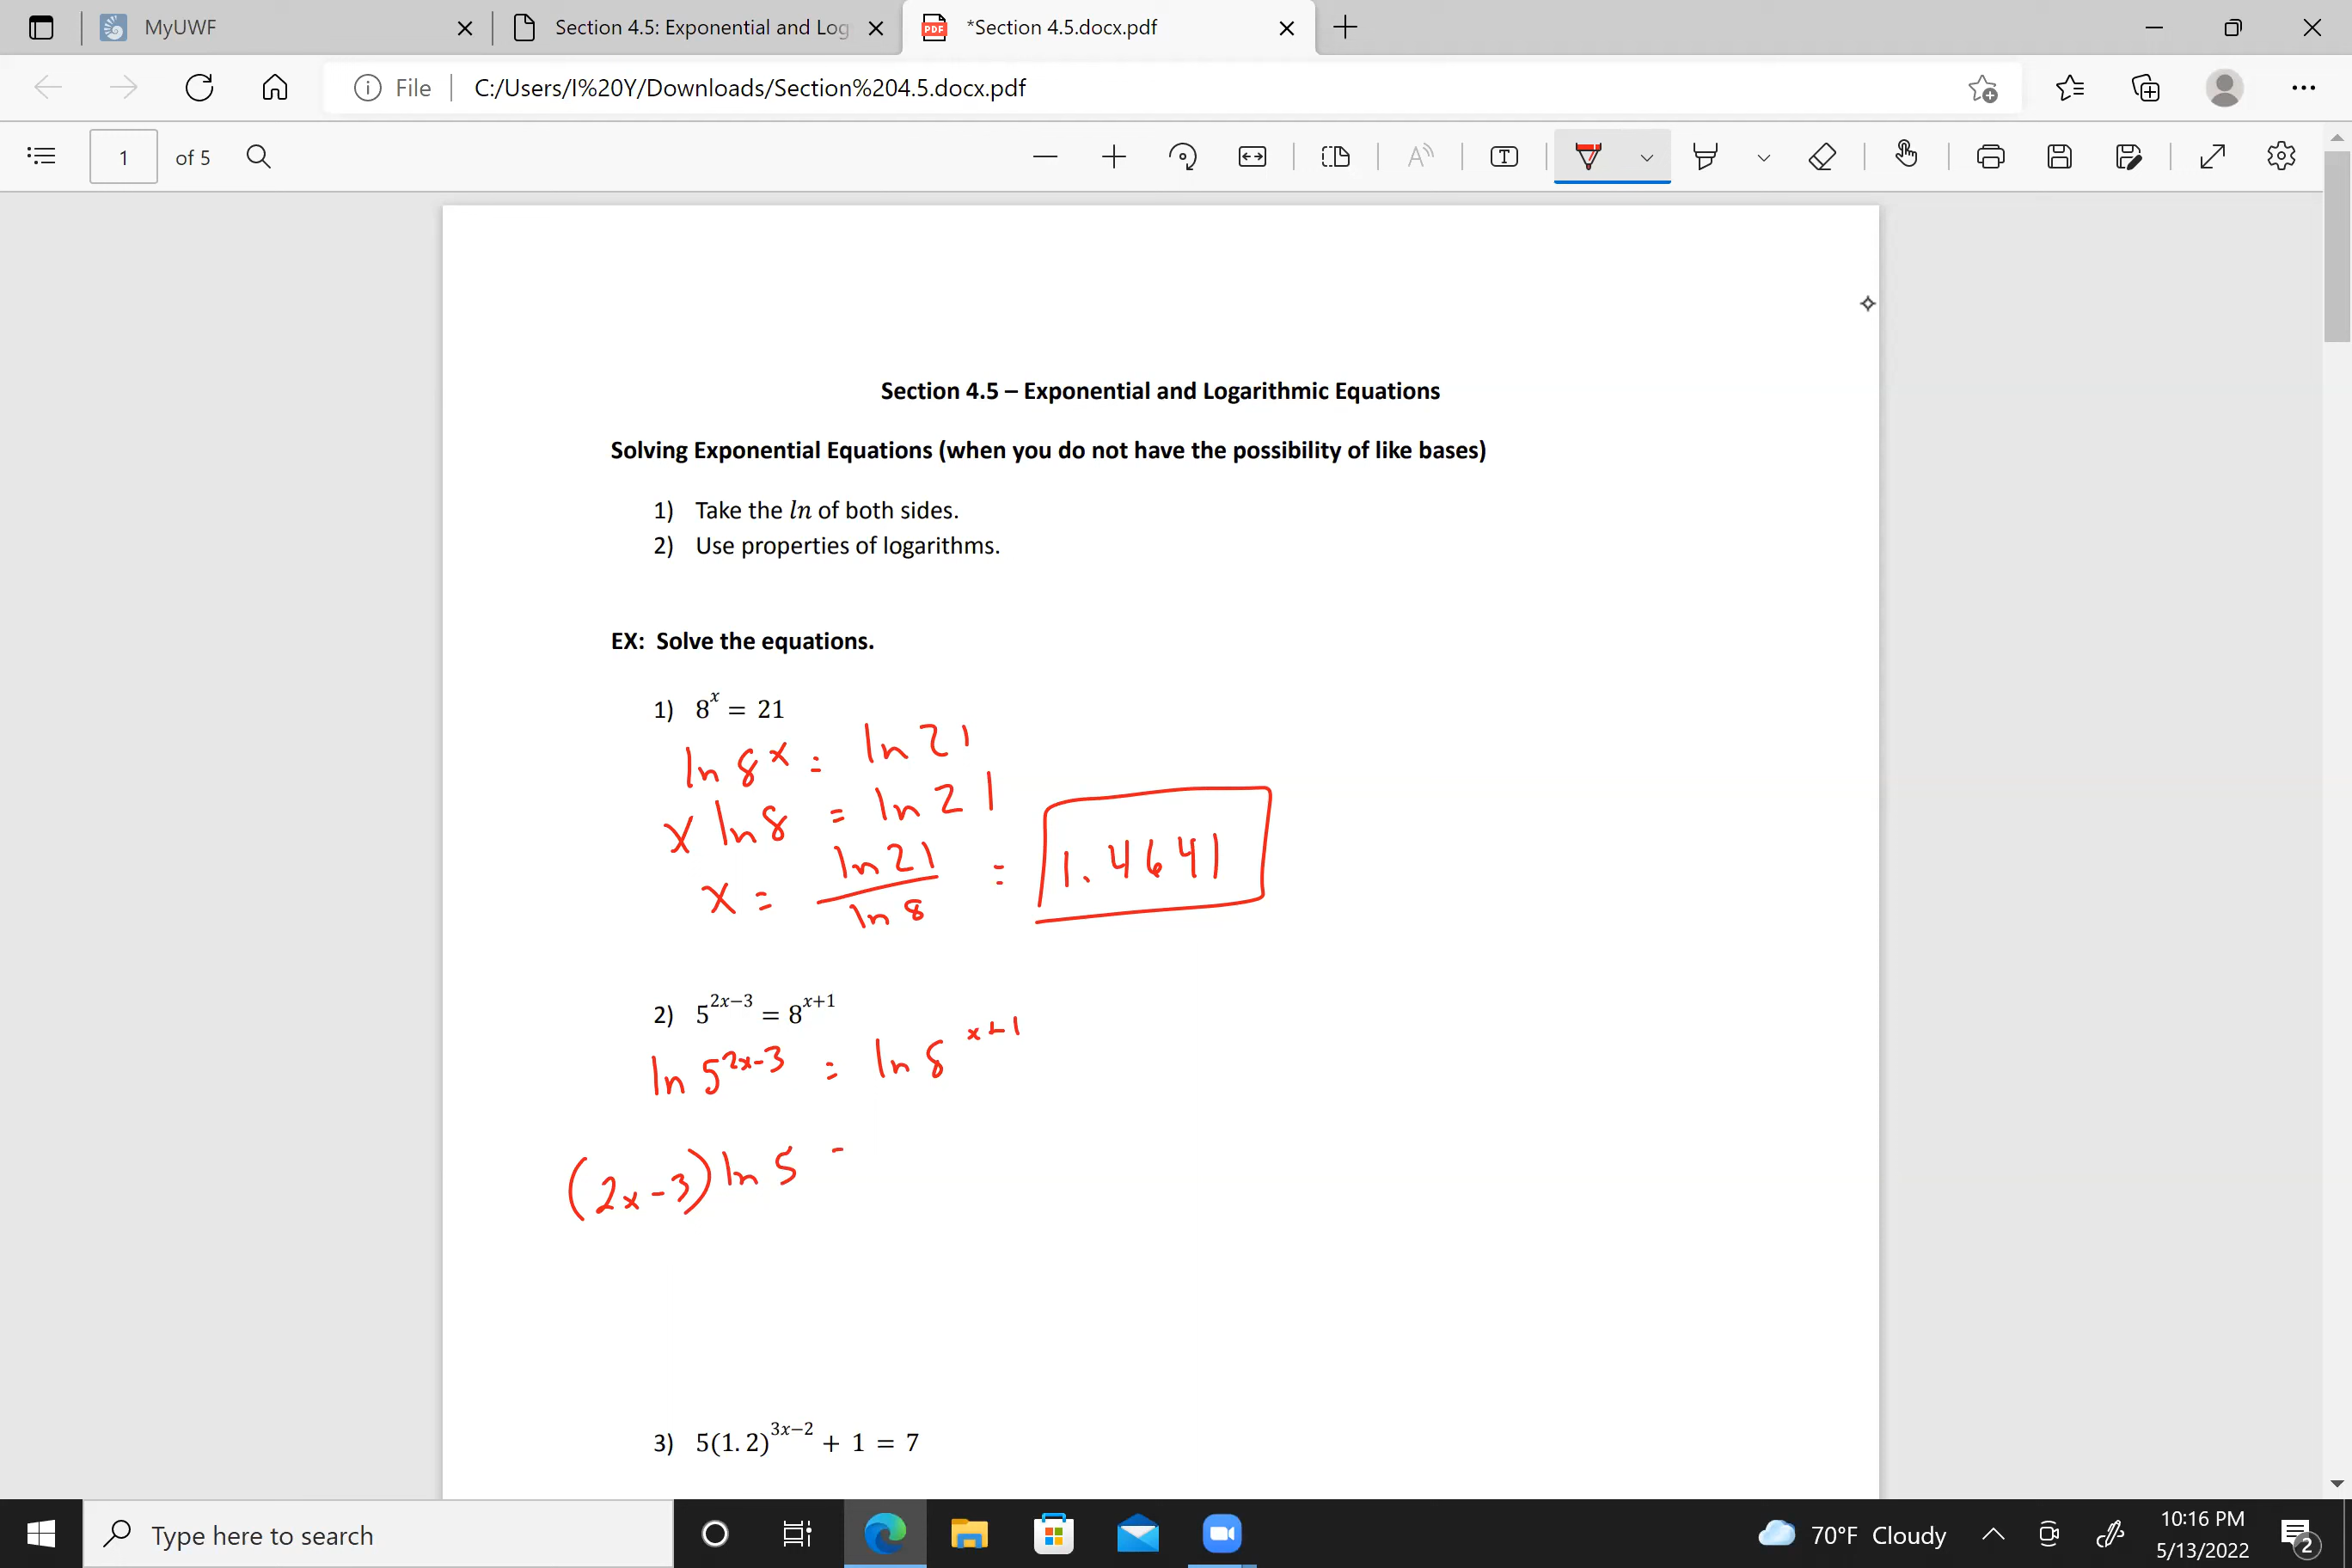 MyUWF
Section 4.5: Exponential and Log
*Section 4.5.docx.pdf
File
C:/Users/I%20Y/Downloads/Section%204.5.docx.pdf
1 of 5
Section 4.5 – Exponential and Logarithmic Equations
Solving Exponential Equations (when you do not have the possibility of like bases)
1) Take the ln of both sides.
2) Use properties of logarithms.
EX: Solve the equations.
1) 8^x = 21
ln 8^x = ln 21
x ln 8 = ln 21
x = ln 21 / ln 8 = 1.4641
2) 5^{2x−3} = 8^{x+1}
ln 5^{2x-3} = ln 8^{x+1}
(2x-3) ln 5 -
3) 5(1.2)^{3x−2} + 1 = 7
Type here to search
70°F Cloudy
10:16 PM
5/13/2022
2